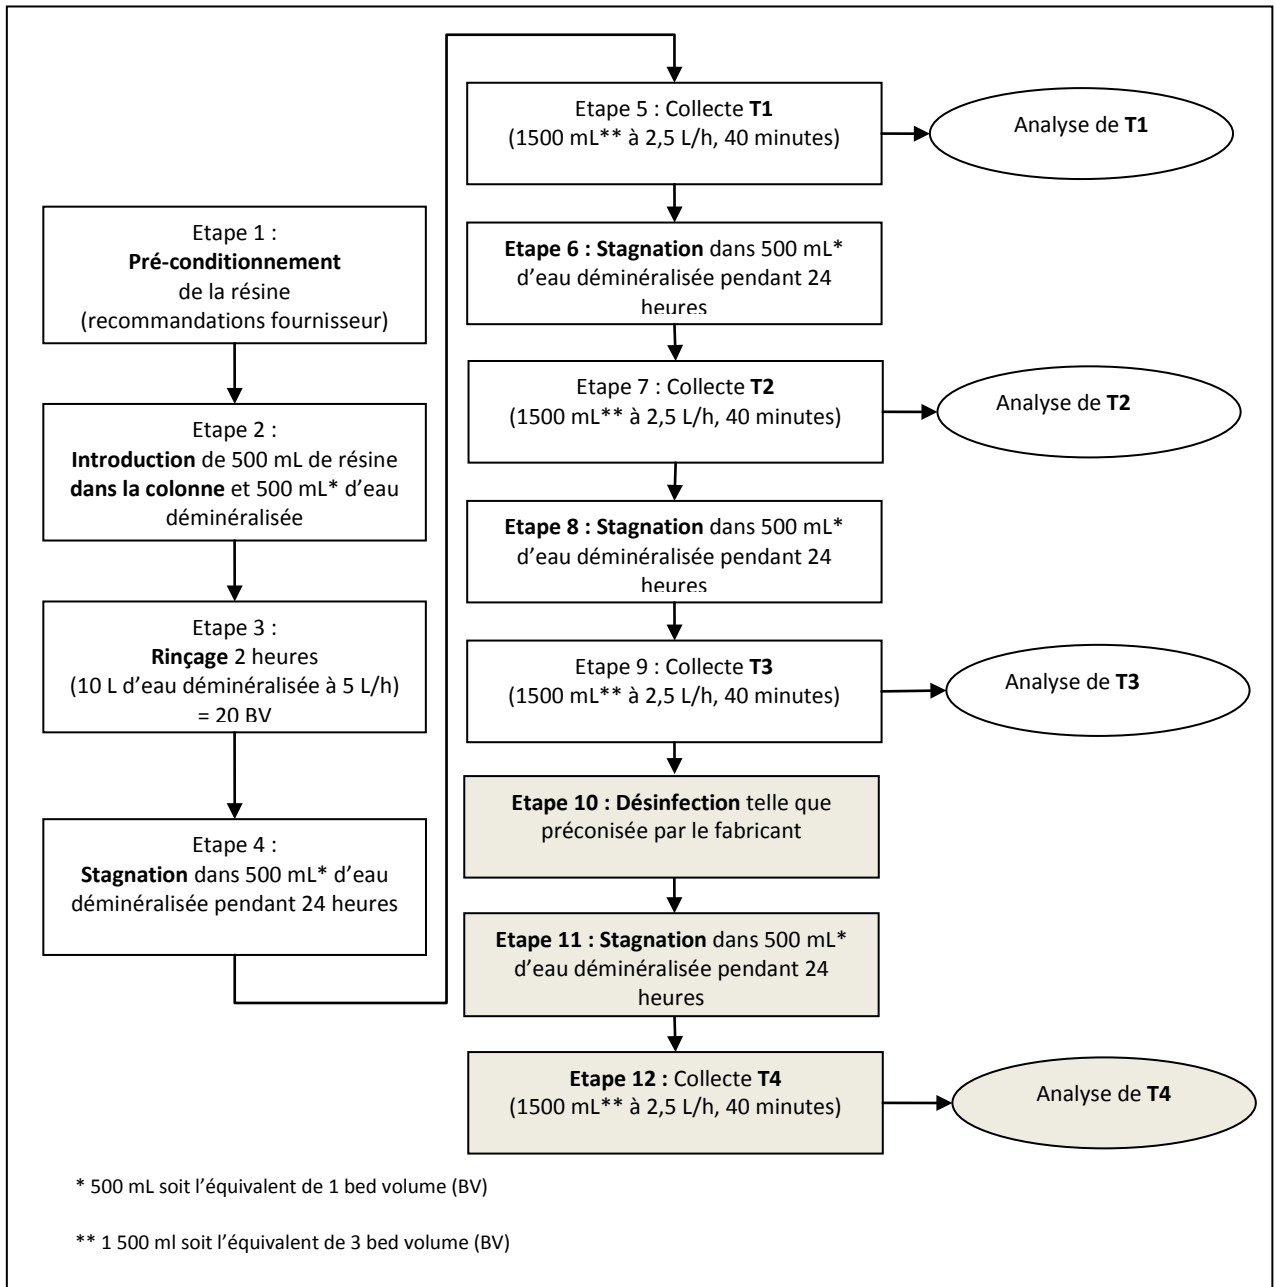 Etape 1 :
Pré-conditionnement
de la résine
(recommandations fournisseur)
Etape 2 :
Introduction de 500 mL de résine
dans la colonne et 500 mL* d'eau
déminéralisée
Etape 3 :
Rinçage 2 heures
(10 L d'eau déminéralisée à 5 L/h)
= 20 BV
Etape 4 :
Stagnation dans 500 mL* d'eau
déminéralisée pendant 24 heures
Etape 5 : Collecte T1
(1500 mL** à 2,5 L/h, 40 minutes)
Analyse de T1
Etape 6 : Stagnation dans 500 mL*
d'eau déminéralisée pendant 24
heures
Etape 7 : Collecte T2
(1500 mL** à 2,5 L/h, 40 minutes)
Analyse de T2
Etape 8 : Stagnation dans 500 mL*
d'eau déminéralisée pendant 24
heures
Etape 9 : Collecte T3
(1500 mL** à 2,5 L/h, 40 minutes)
Analyse de T3
Etape 10 : Désinfection telle que
préconisée par le fabricant
Etape 11 : Stagnation dans 500 mL*
d'eau déminéralisée pendant 24
heures
Etape 12 : Collecte T4
(1500 mL** à 2,5 L/h, 40 minutes)
Analyse de T4
* 500 mL soit l'équivalent de 1 bed volume (BV)
** 1 500 ml soit l'équivalent de 3 bed volume (BV)